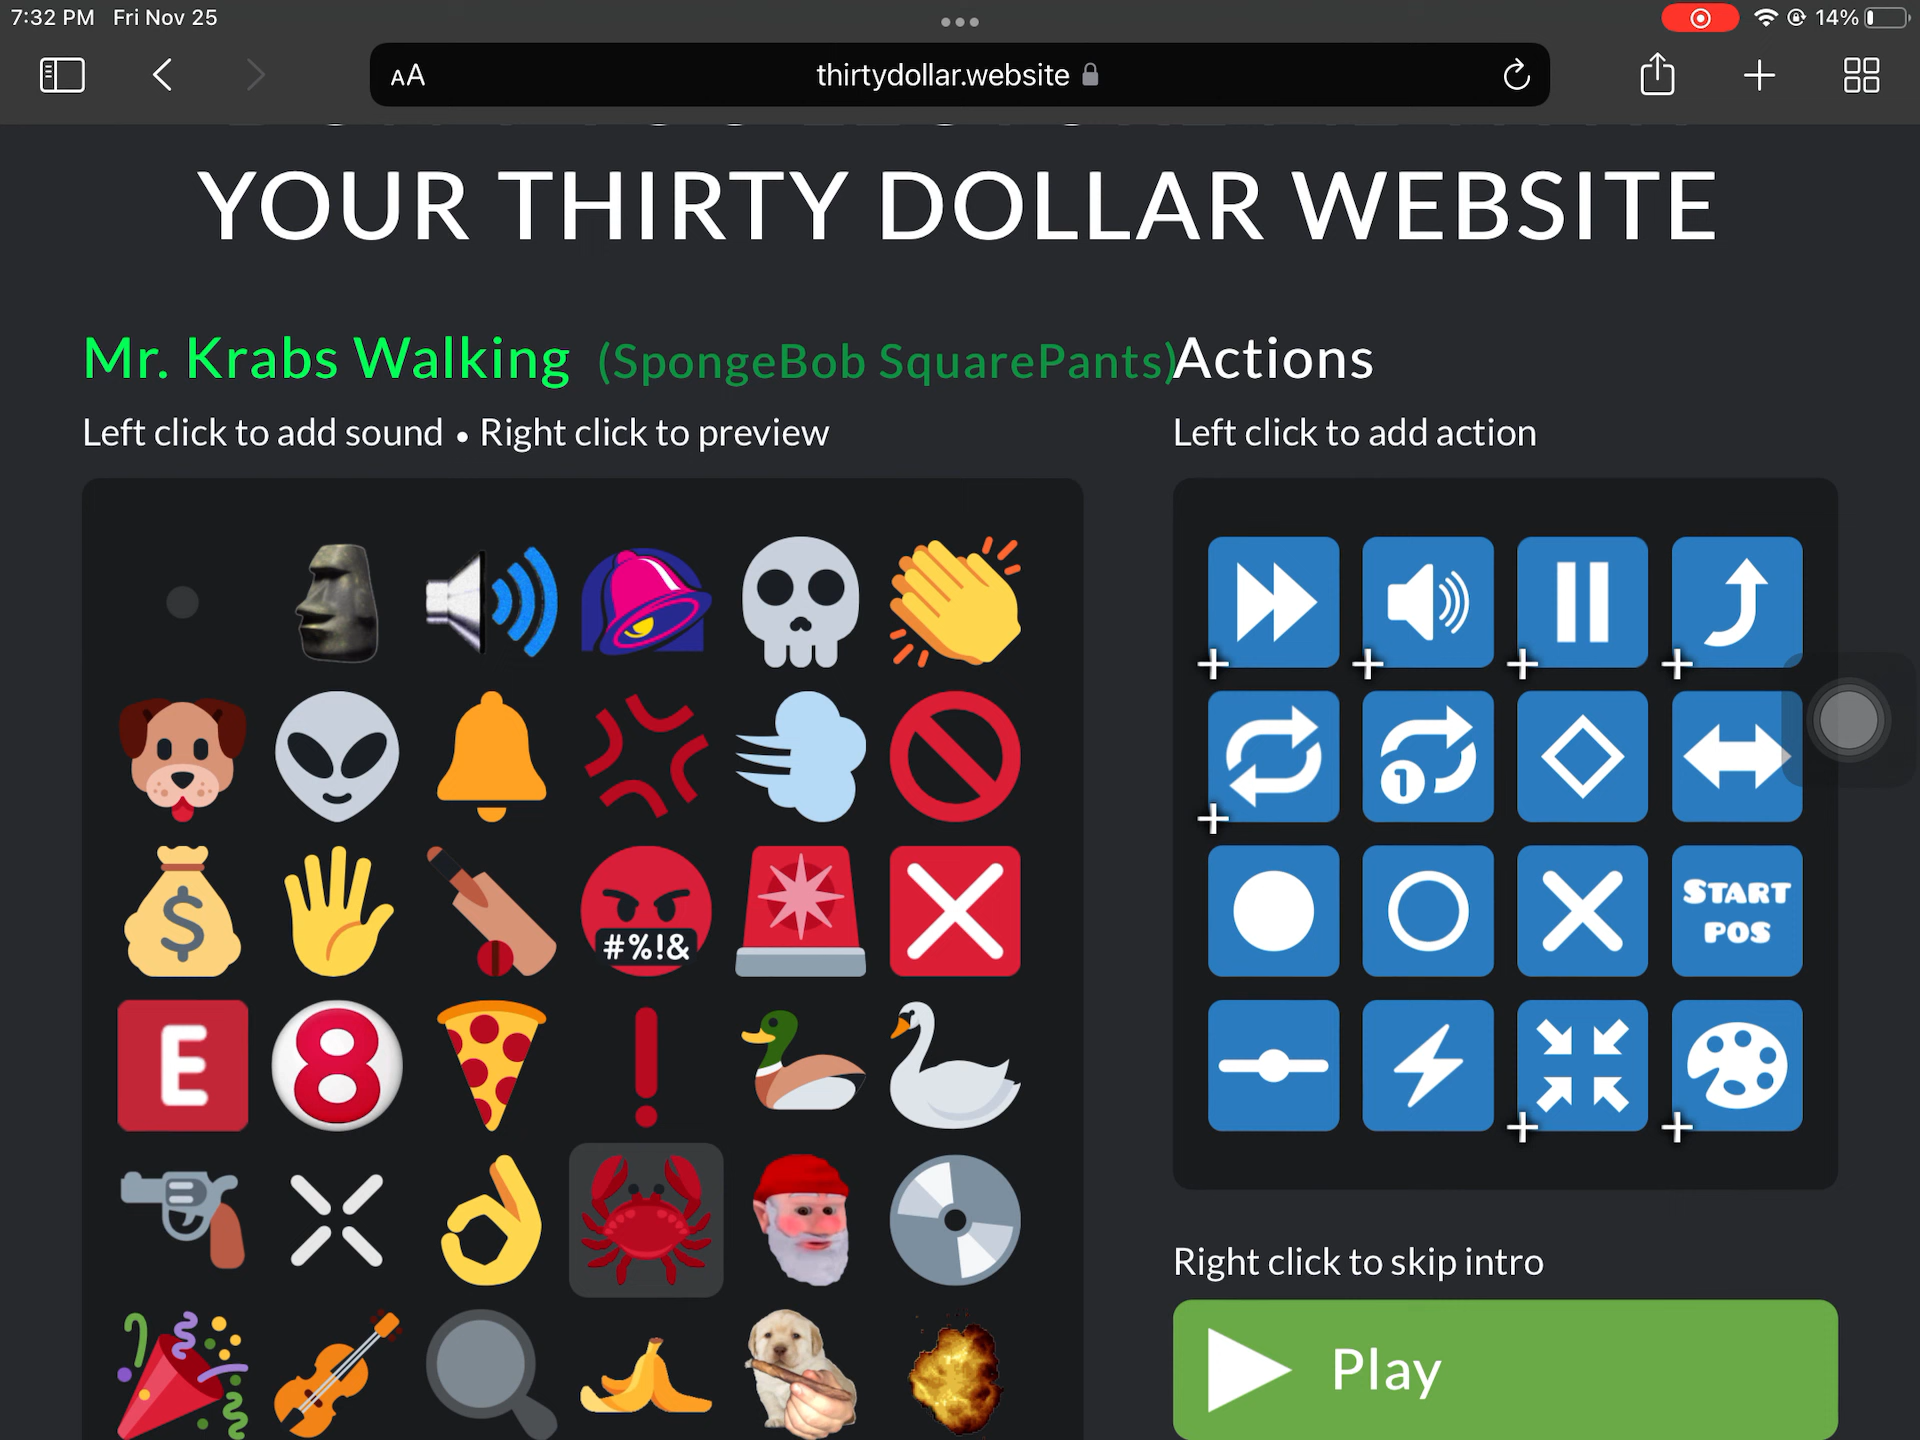 7:32 PM Fri Nov 25
14%
AA
thirtydollar.website
YOUR THIRTY DOLLAR WEBSITE
Mr. Krabs Walking (SpongeBob SquarePants)
Left click to add sound • Right click to preview
Actions
Left click to add action
$
#%!&
E
8
1
START
POS
Right click to skip intro
Play